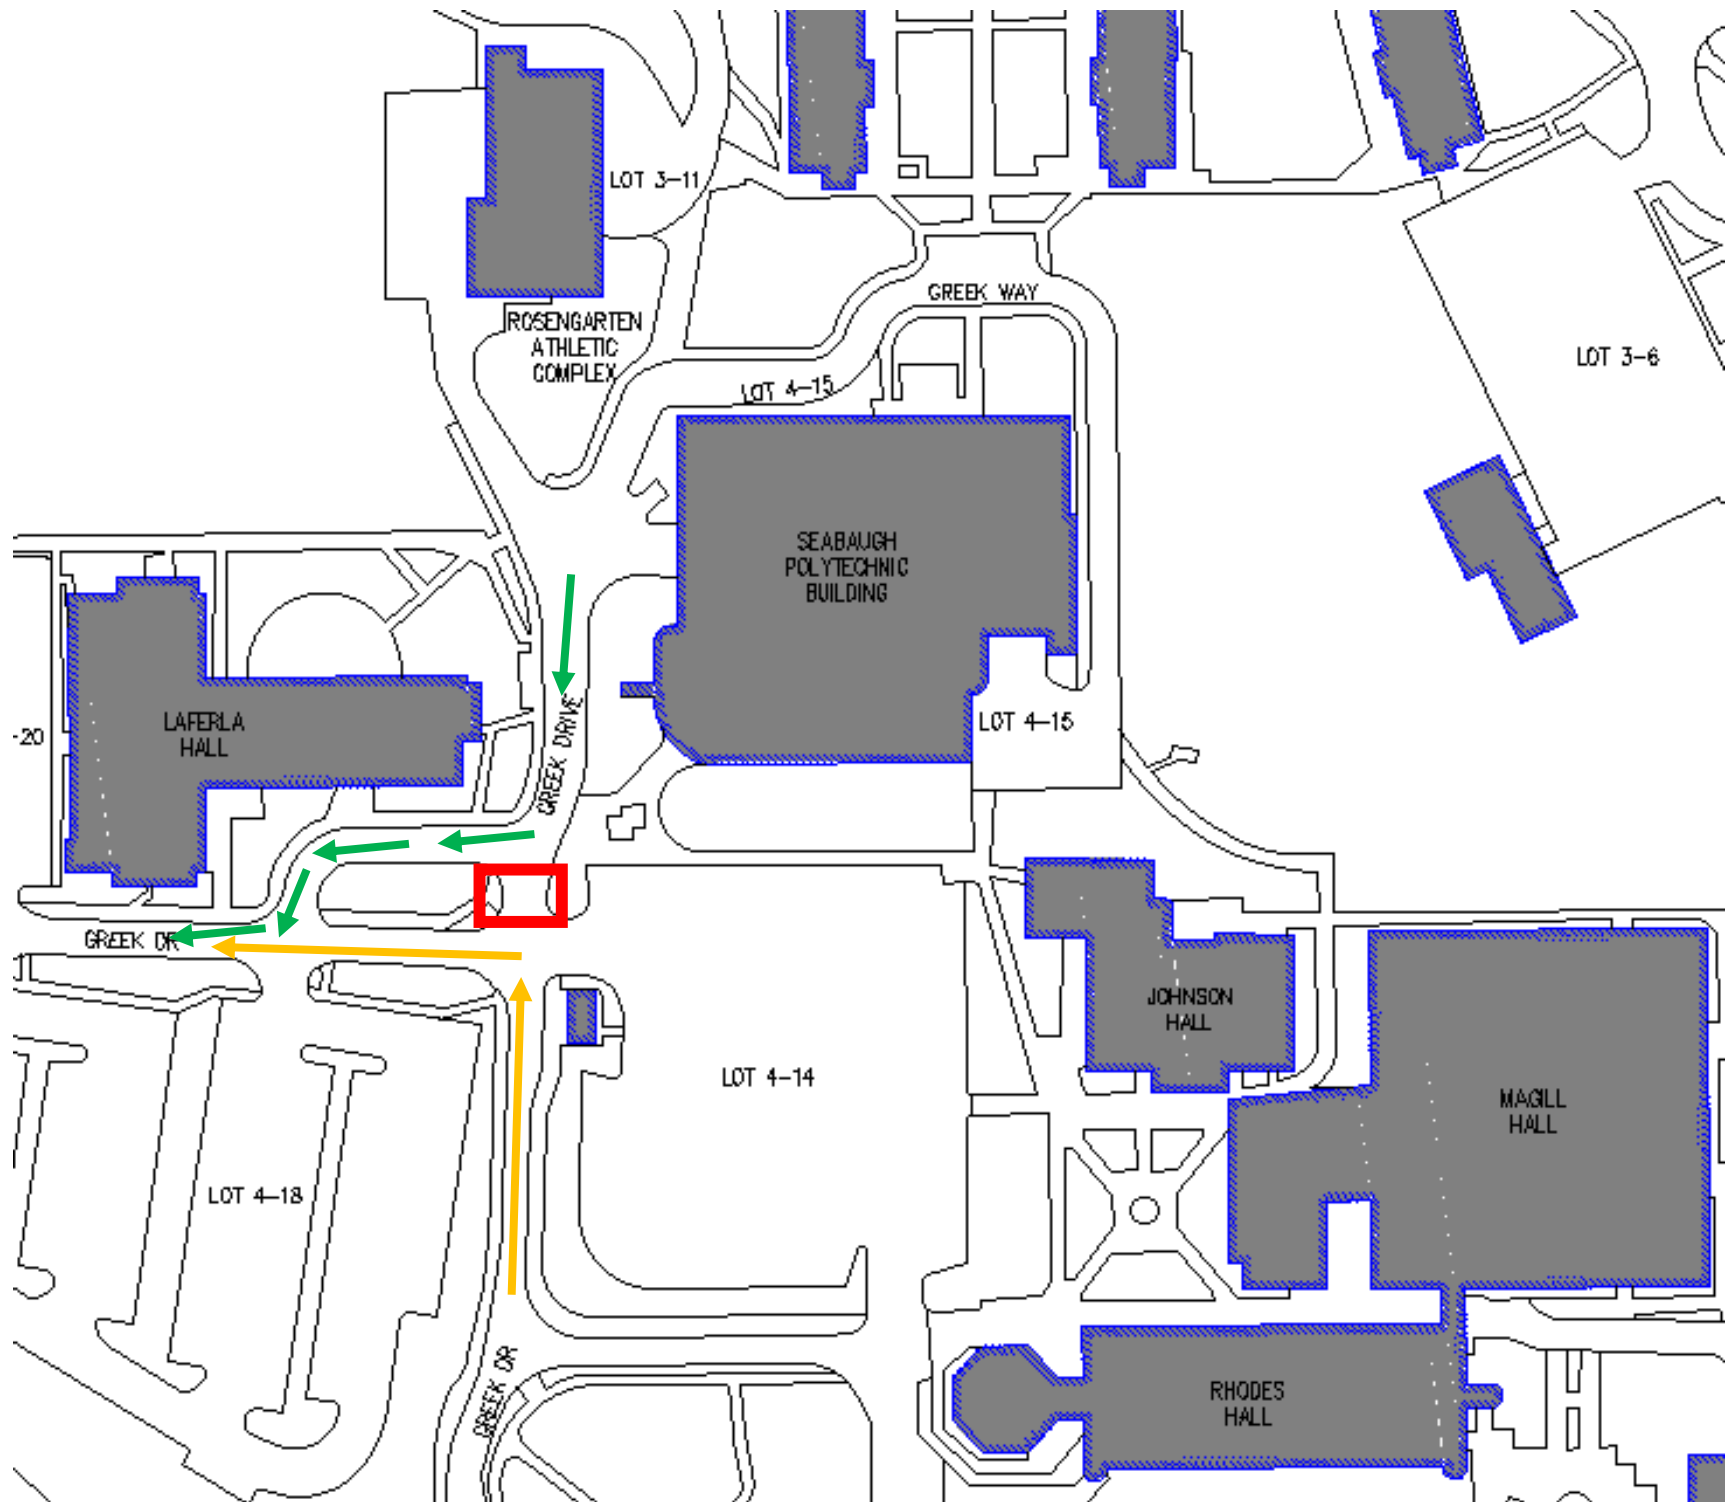 LOT 3-11
GREEK WAY
ROSENGARTEN
ATHLETIC
COMPLEX
LOT 3-6
LOT 4-15
SEABAUGH
POLYTECHNIC
BUILDING
LAFERLA
HALL
-20
GREEK DRIVE
LOT 4-15
GREEK DR
JOHNSON
HALL
LOT 4-14
MAGILL
HALL
LOT 4-18
GREEK DR
RHODES
HALL